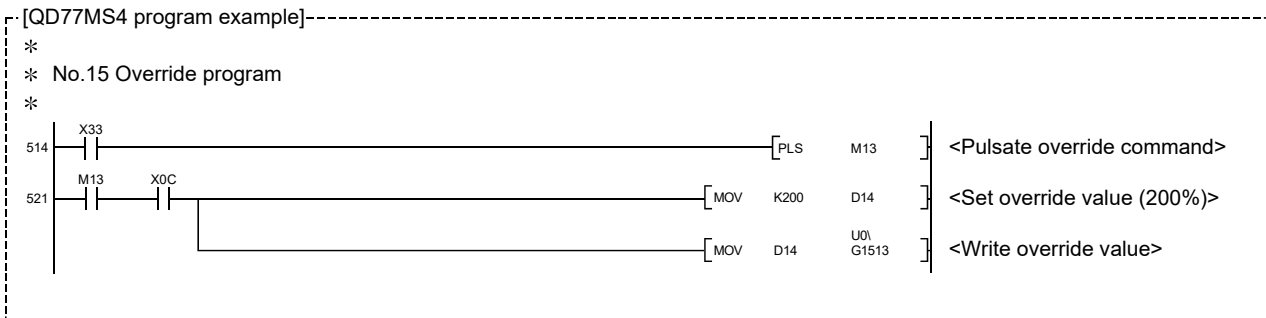 [QD77MS4 program example]
*
* No.15 Override program
*
X33
514 PLS M13 <Pulsate override command>
M13 X0C
521 MOV K200 D14 <Set override value (200%)>
U0\
MOV D14 G1513 <Write override value>